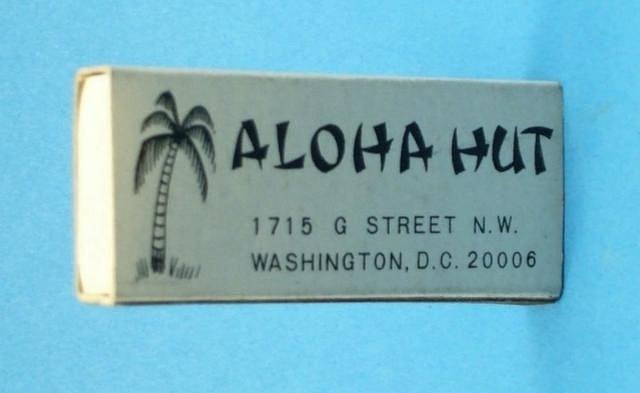 ALOHA HUT
1715 G STREET N.W.
WASHINGTON, D.C. 20006